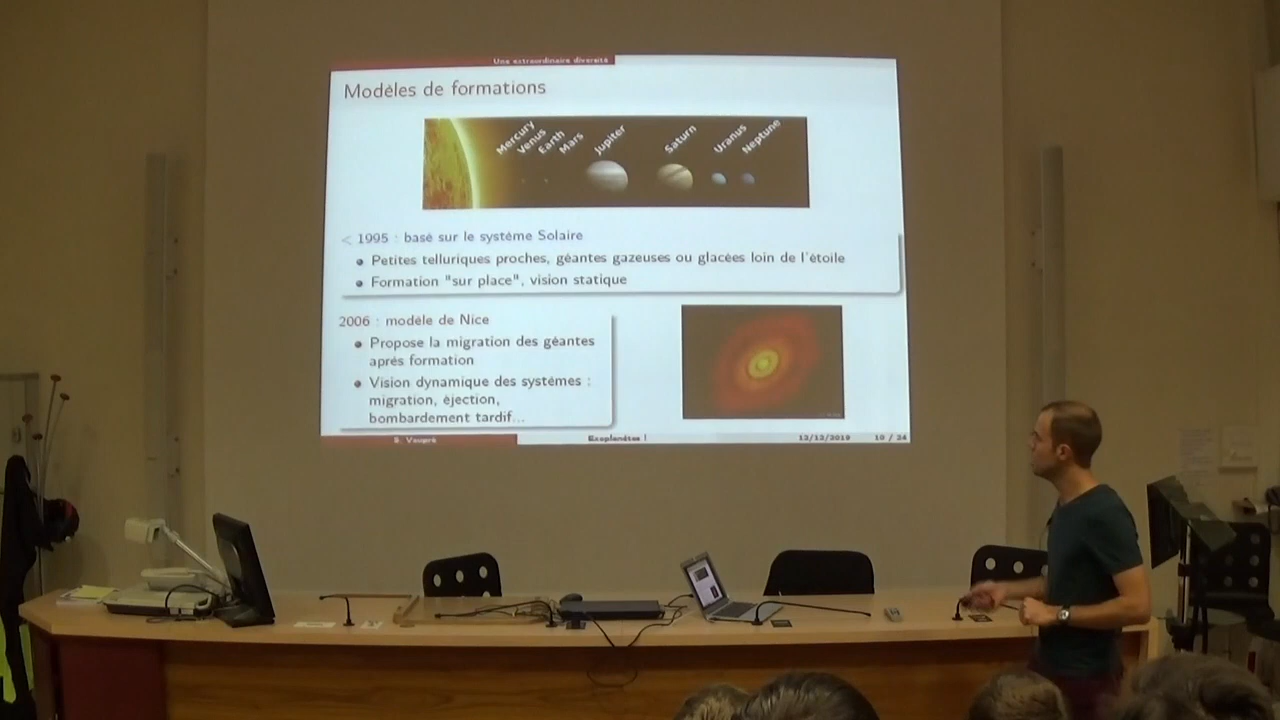 Une extraordinaire diversité
Modèles de formations
Mercury
Venus
Earth
Mars
Jupiter
Saturn
Uranus
Neptune
< 1995 : basé sur le système Solaire
Petites telluriques proches, géantes gazeuses ou glacées loin de l'étoile
Formation "sur place", vision statique
2006 : modèle de Nice
Propose la migration des géantes
après formation
Vision dynamique des systèmes :
migration, éjection,
bombardement tardif...
Exoplanètes ! 12/12/2019 19 / 24